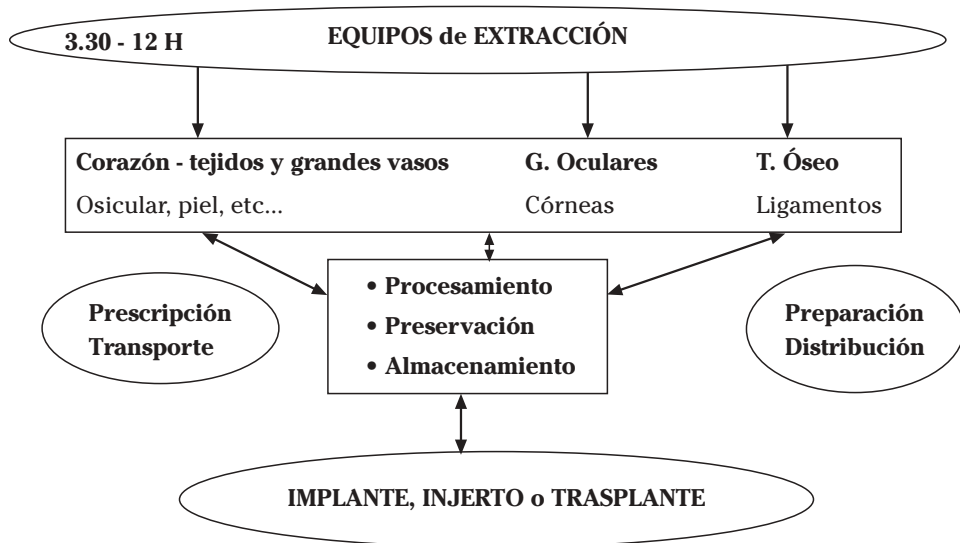 3.30 - 12 H EQUIPOS de EXTRACCIÓN
Corazón - tejidos y grandes vasos G. Oculares T. Óseo
Osicular, piel, etc... Córneas Ligamentos
Prescripción
Transporte
• Procesamiento
• Preservación
• Almacenamiento
Preparación
Distribución
IMPLANTE, INJERTO o TRASPLANTE